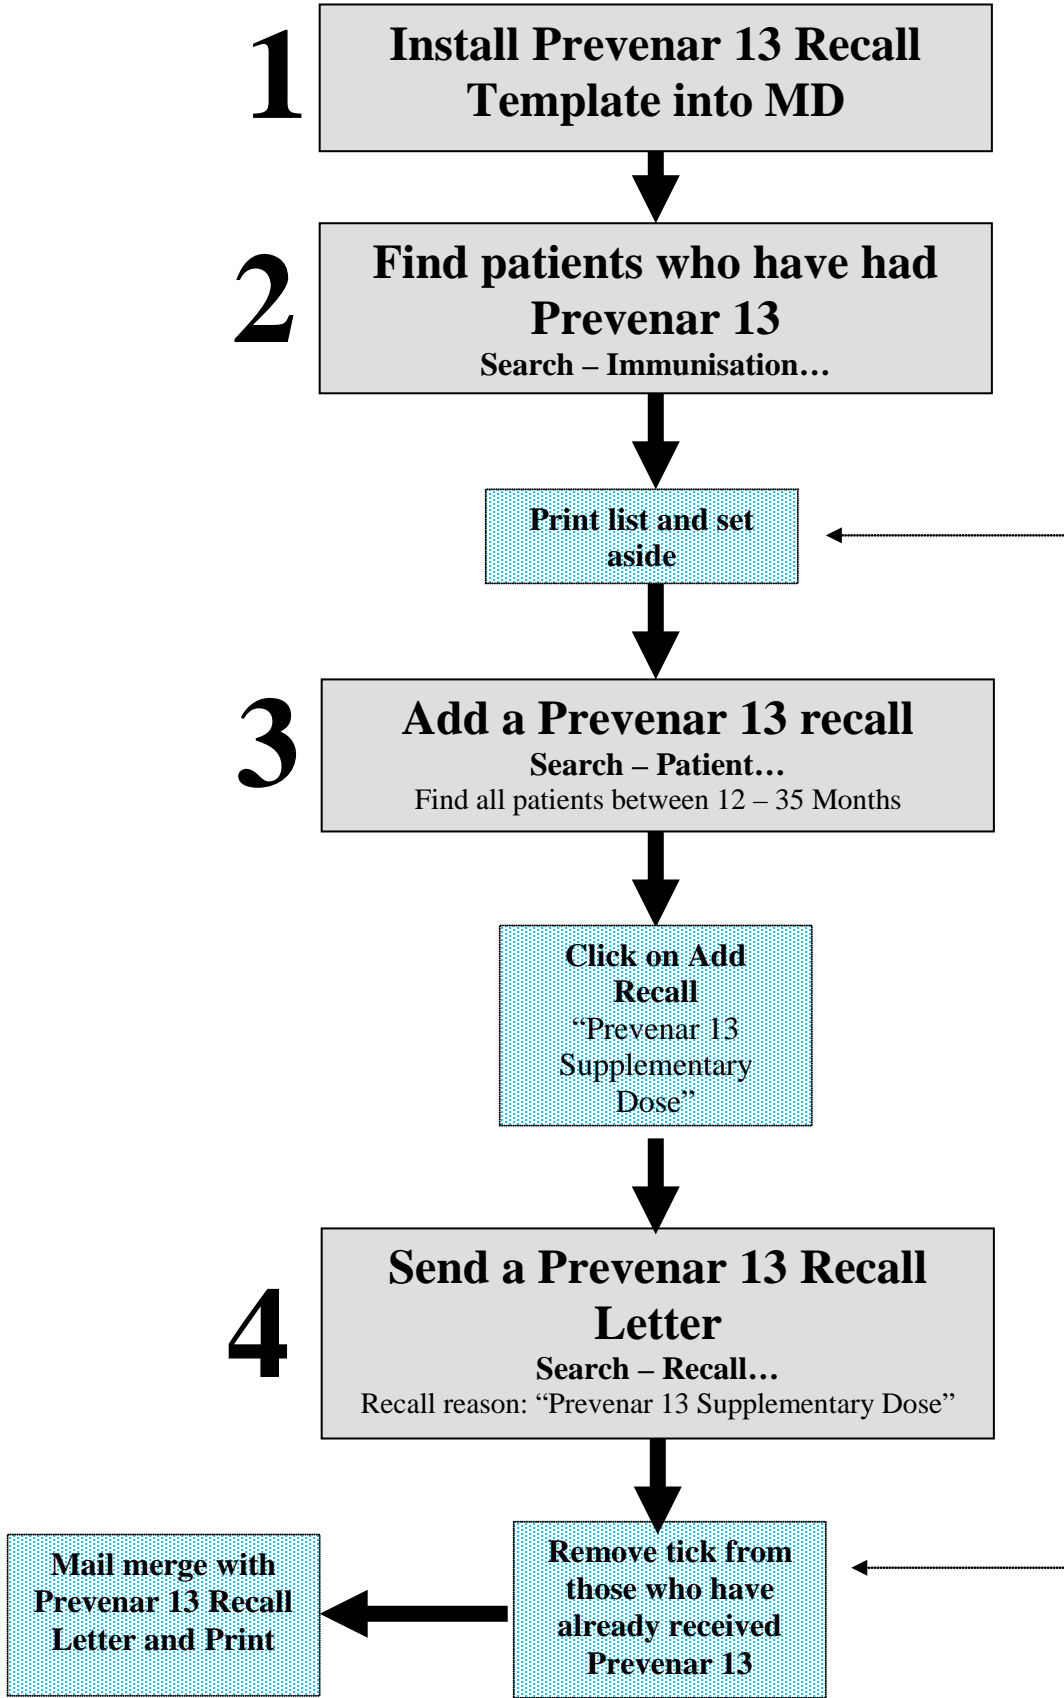 1
Install Prevenar 13 Recall
Template into MD
2
Find patients who have had
Prevenar 13
Search – Immunisation…
Print list and set
aside
3
Add a Prevenar 13 recall
Search – Patient…
Find all patients between 12 – 35 Months
Click on Add
Recall
“Prevenar 13
Supplementary
Dose”
4
Send a Prevenar 13 Recall
Letter
Search – Recall…
Recall reason: “Prevenar 13 Supplementary Dose”
Remove tick from
those who have
already received
Prevenar 13
Mail merge with
Prevenar 13 Recall
Letter and Print